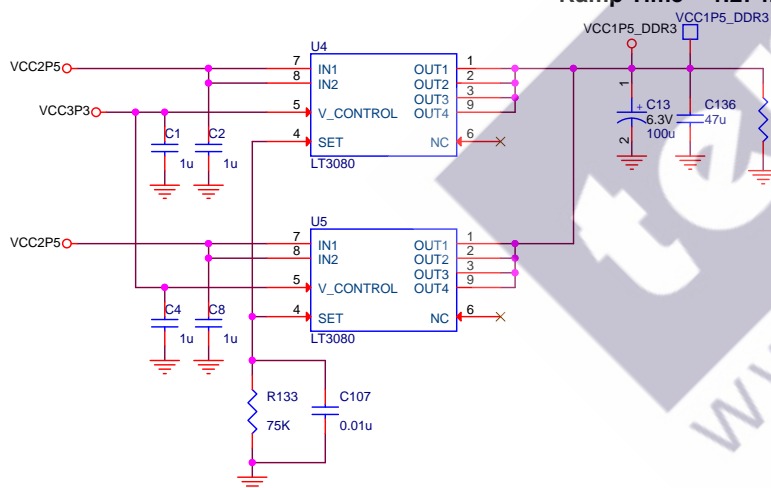 VCC1P5_DDR3
VCC1P5_DDR3
U4
VCC2P5
7 IN1 OUT1 1
8 IN2 OUT2 2
OUT3 3
VCC3P3
5 V_CONTROL OUT4 9
4 SET NC 6
LT3080
C1
1u
C2
1u
1
+ C13
6.3V
100u
2
C136
47u
U5
VCC2P5
7 IN1 OUT1 1
8 IN2 OUT2 2
OUT3 3
5 V_CONTROL OUT4 9
4 SET NC 6
LT3080
C4
1u
C8
1u
R133
75K
C107
0.01u